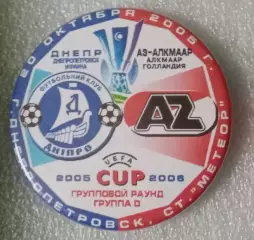 20 ОКТЯБРЯ 2005 Г.
ДНЕПР
ДНЕПРОПЕТРОВСК
УКРАИНА
АЗ-АЛКМААР
АЛКМААР
ГОЛЛАНДИЯ
ФУТБОЛЬНИЙ КЛУБ
Д
ДНІПРО
AZ
UEFA
2005 CUP 2006
ГРУППОВОЙ РАУНД
ГРУППА D
Г. ДНЕПРОПЕТРОВСК, СТ. "МЕТЕОР"